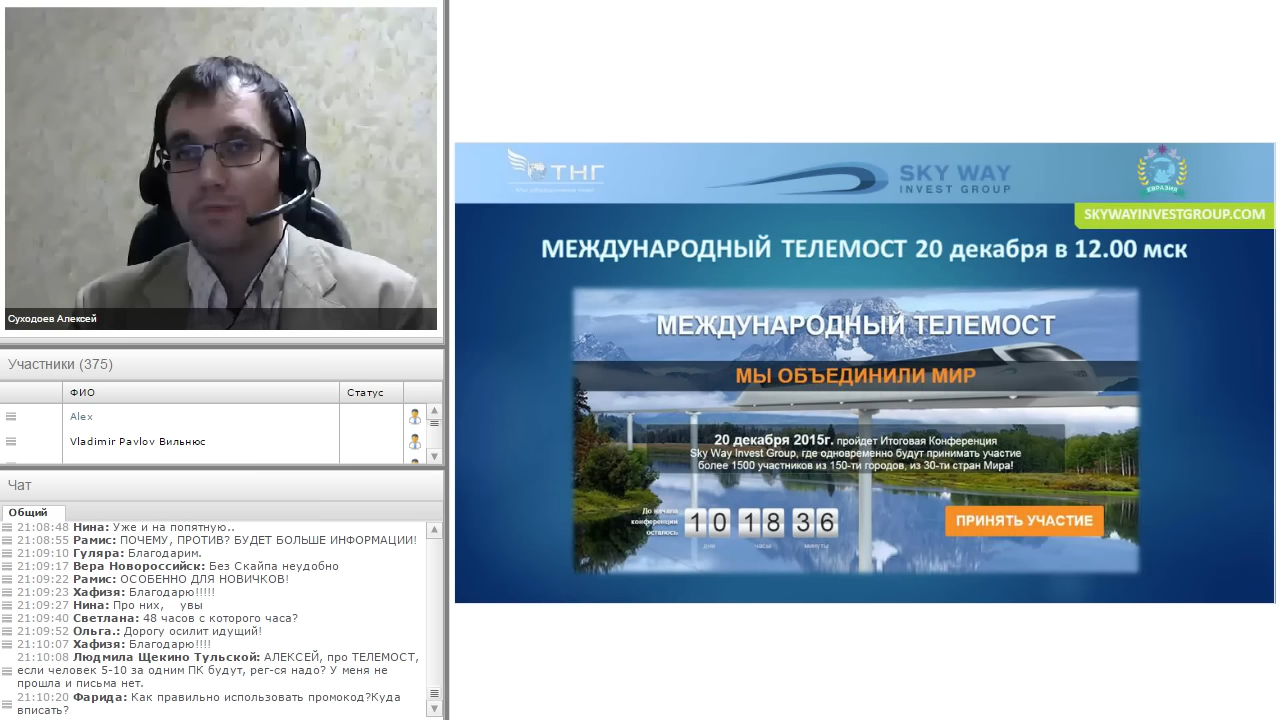 Суходоев Алексей
Участники (375)
ФИО Статус
Alex
Vladimir Pavlov Вильнюс
Чат
Общий
21:08:48 Нина: Уже и на попятную..
21:08:55 Рамис: ПОЧЕМУ, ПРОТИВ? БУДЕТ БОЛЬШЕ ИНФОРМАЦИИ!
21:09:10 Гуляра: Благодарим.
21:09:17 Вера Новороссийск: Без Скайпа неудобно
21:09:22 Рамис: ОСОБЕННО ДЛЯ НОВИЧКОВ!
21:09:23 Хафизя: Благодарю!!!!!
21:09:27 Нина: Про них, увы
21:09:40 Светлана: 48 часов с которого часа?
21:09:52 Ольга.: Дорогу осилит идущий!
21:10:07 Хафизя: Благодарю!!!!
21:10:08 Людмила Щекино Тульской: АЛЕКСЕЙ, про ТЕЛЕМОСТ,
если человек 5-10 за одним ПК будут, рег-ся надо? У меня не
прошла и письма нет.
21:10:20 Фарида: Как правильно использовать промокод?Куда
вписать?
ТНГ
SKY WAY
INVEST GROUP
ЕВРАЗИЯ
SKYWAYINVESTGROUP.COM
МЕЖДУНАРОДНЫЙ ТЕЛЕМОСТ 20 декабря в 12.00 мск
МЕЖДУНАРОДНЫЙ ТЕЛЕМОСТ
МЫ ОБЪЕДИНИЛИ МИР
20 декабря 2015г. пройдет Итоговая Конференция
Sky Way Invest Group, где одновременно будут принимать участие
более 1500 участников из 150-ти городов, из 30-ти стран Мира!
До начала
конференции
осталось
10 18 36
дни часы минуты
ПРИНЯТЬ УЧАСТИЕ